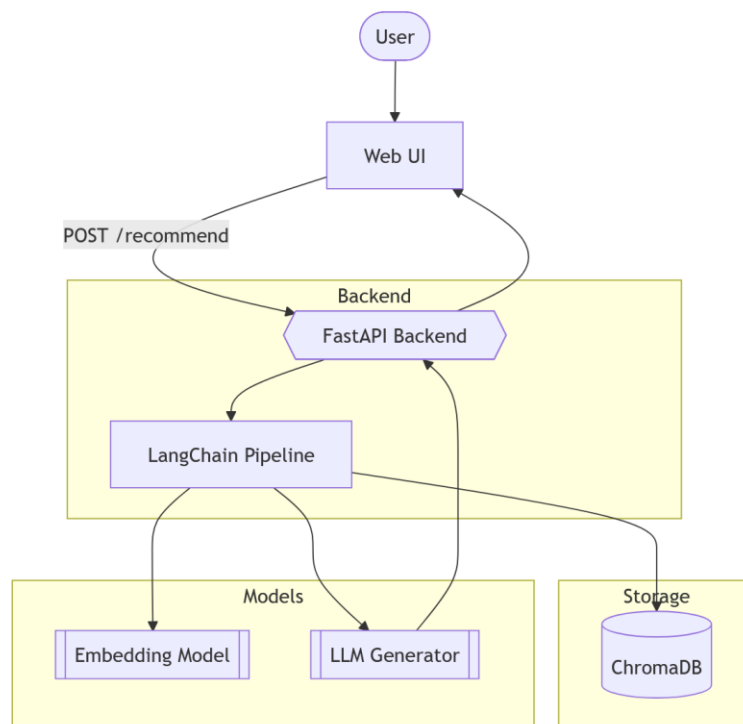 User
Web UI
POST /recommend
Backend
FastAPI Backend
LangChain Pipeline
Models
Storage
Embedding Model
LLM Generator
ChromaDB